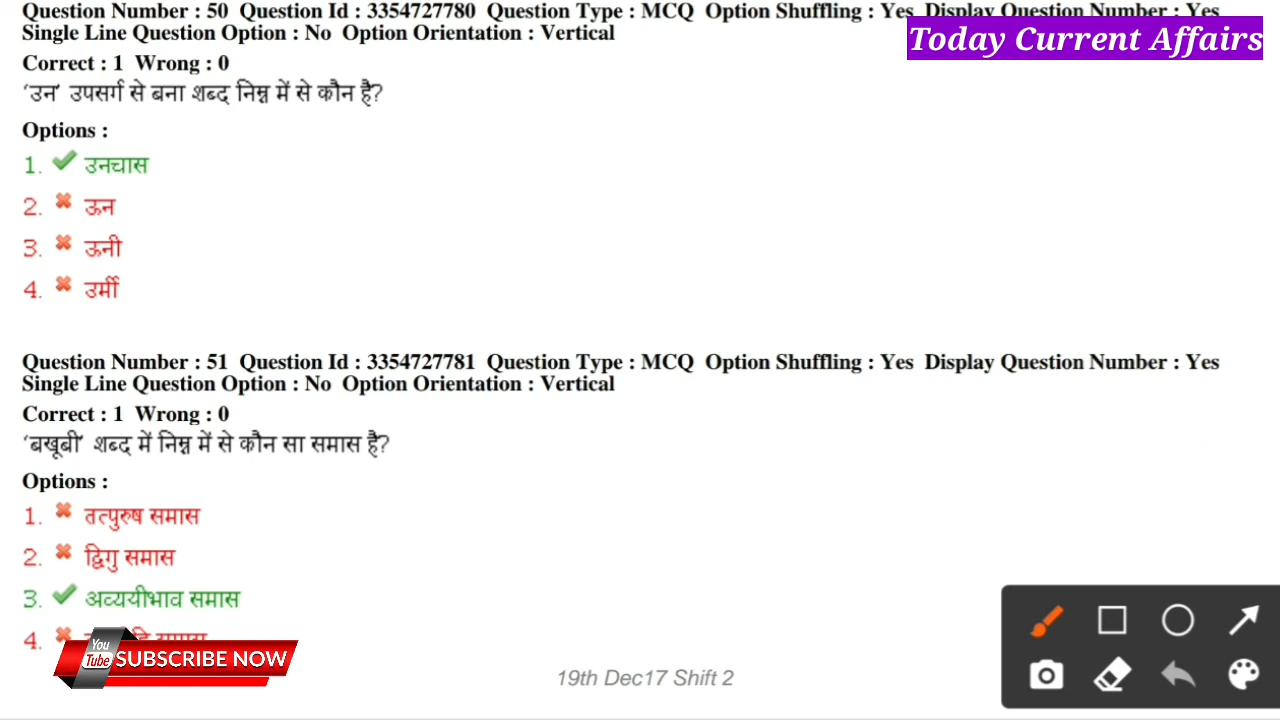 Question Number : 50 Question Id : 3354727780 Question Type : MCQ Option Shuffling : Yes Display Question Number : Yes
Single Line Question Option : No Option Orientation : Vertical
Today Current Affairs
Correct : 1 Wrong : 0
‘उन’ उपसर्ग से बना शब्द निम्न में से कौन है?
Options :
1. उनचास
2. ऊन
3. ऊनी
4. उर्मी
Question Number : 51 Question Id : 3354727781 Question Type : MCQ Option Shuffling : Yes Display Question Number : Yes
Single Line Question Option : No Option Orientation : Vertical
Correct : 1 Wrong : 0
‘बखूबी’ शब्द में निम्न में से कौन सा समास है?
Options :
1. तत्पुरुष समास
2. द्विगु समास
3. अव्ययीभाव समास
4.
You Tube SUBSCRIBE NOW
19th Dec17 Shift 2